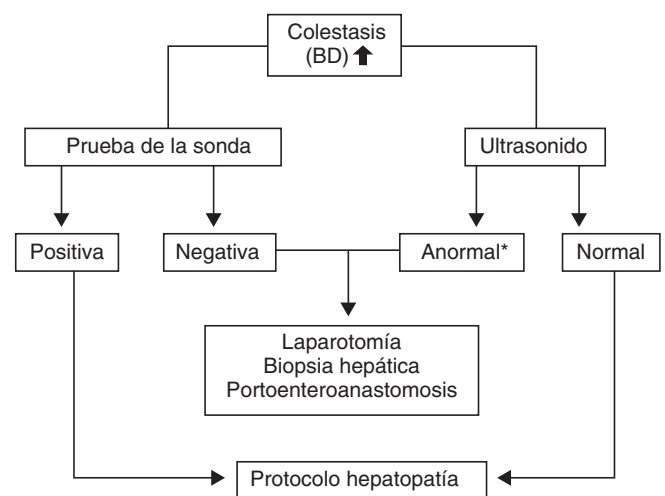 Colestasis
(BD)
Prueba de la sonda
Ultrasonido
Positiva
Negativa
Anormal*
Normal
Laparotomía
Biopsia hepática
Portoenteroanastomosis
Protocolo hepatopatía